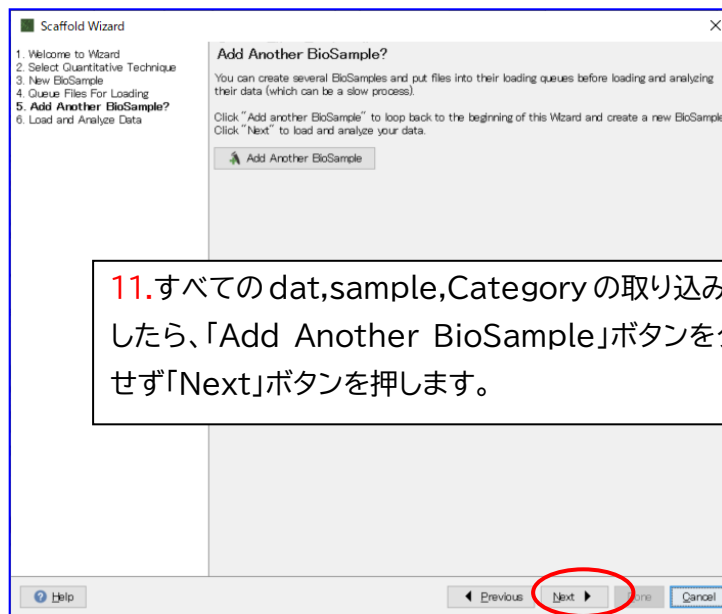 Scaffold Wizard
1. Welcome to Wizard
2. Select Quantitative Technique
3. New BioSample
4. Queue Files For Loading
5. Add Another BioSample?
6. Load and Analyze Data
Add Another BioSample?
You can create several BioSamples and put files into their loading queues before loading and analyzing
their data (which can be a slow process).
Click "Add another BioSample" to loop back to the beginning of this Wizard and create a new BioSample
Click "Next" to load and analyze your data.
Add Another BioSample
11.すべてのdat,sample,Categoryの取り込み
したら、「Add Another BioSample」ボタンを
せず「Next」ボタンを押します。
Help
Previous
Next
Cancel